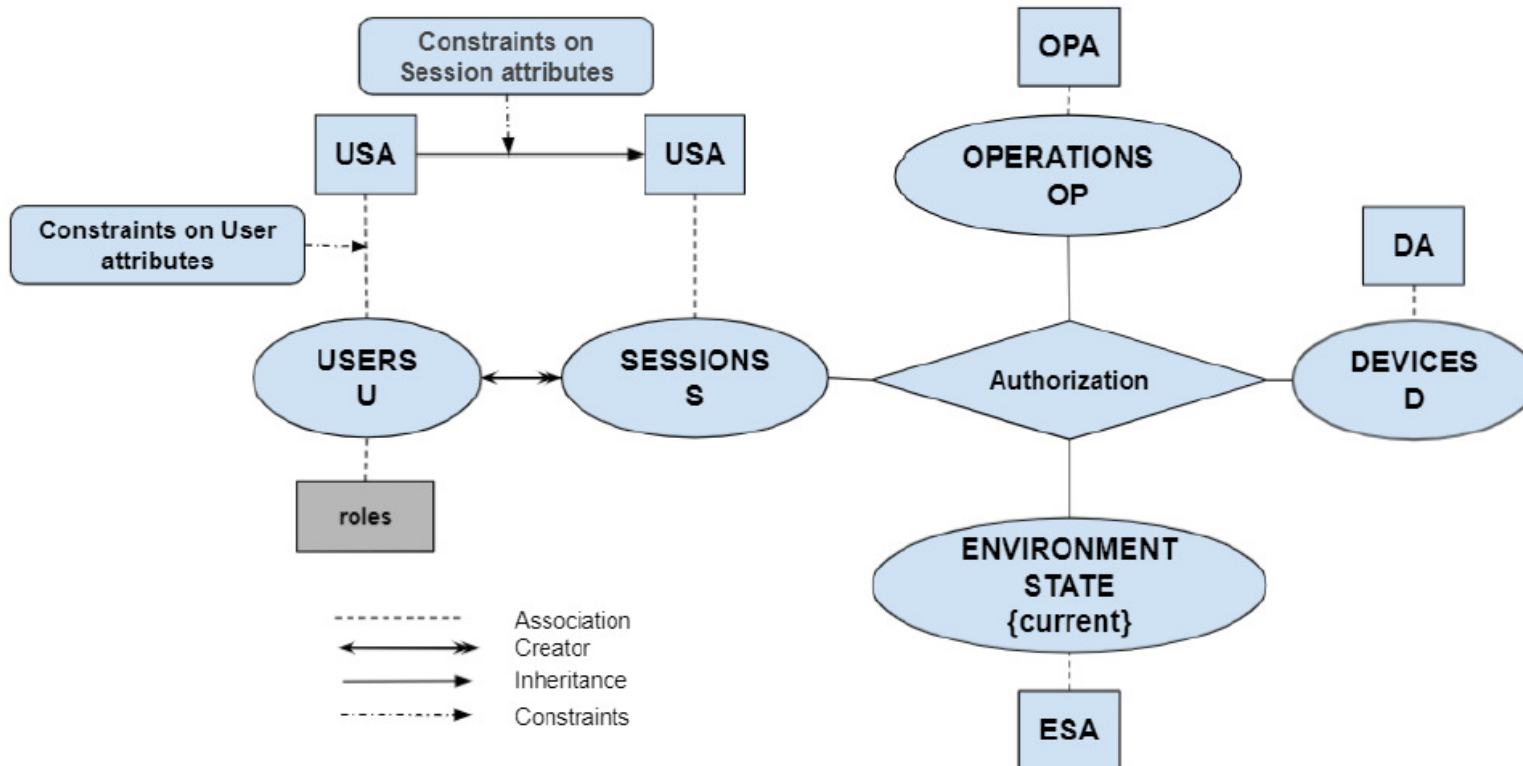 Constraints on
Session attributes
OPA
USA
USA
OPERATIONS
OP
Constraints on User
attributes
DA
USERS
U
SESSIONS
S
Authorization
DEVICES
D
roles
ENVIRONMENT
STATE
{current}
Association
Creator
Inheritance
Constraints
ESA